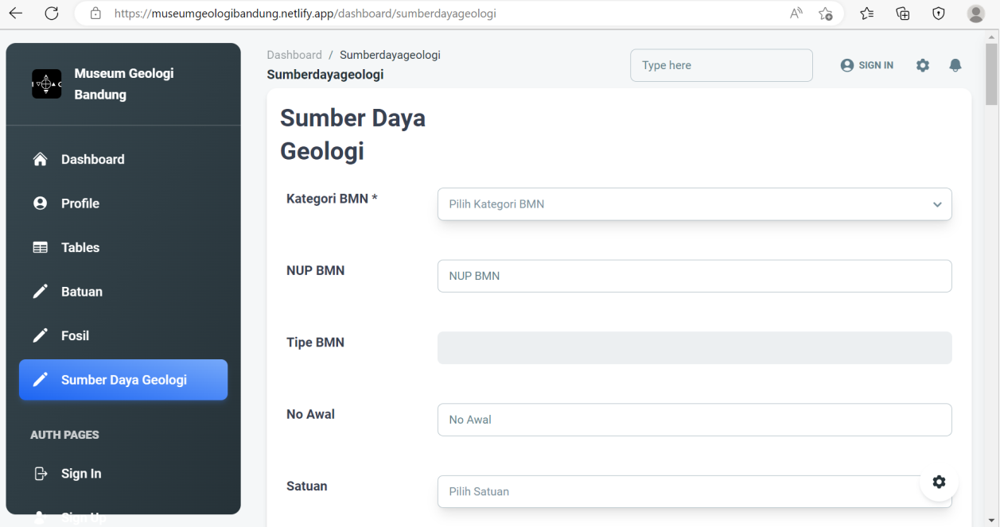 https://museumgeologibandung.netlify.app/dashboard/sumberdayageologi
Museum Geologi
Bandung
Dashboard
Profile
Tables
Batuan
Fosil
Sumber Daya Geologi
AUTH PAGES
Sign In
Sign Up
Dashboard / Sumberdayageologi
Sumberdayageologi
Type here
SIGN IN
Sumber Daya
Geologi
Kategori BMN *
Pilih Kategori BMN
NUP BMN
NUP BMN
Tipe BMN
No Awal
No Awal
Satuan
Pilih Satuan